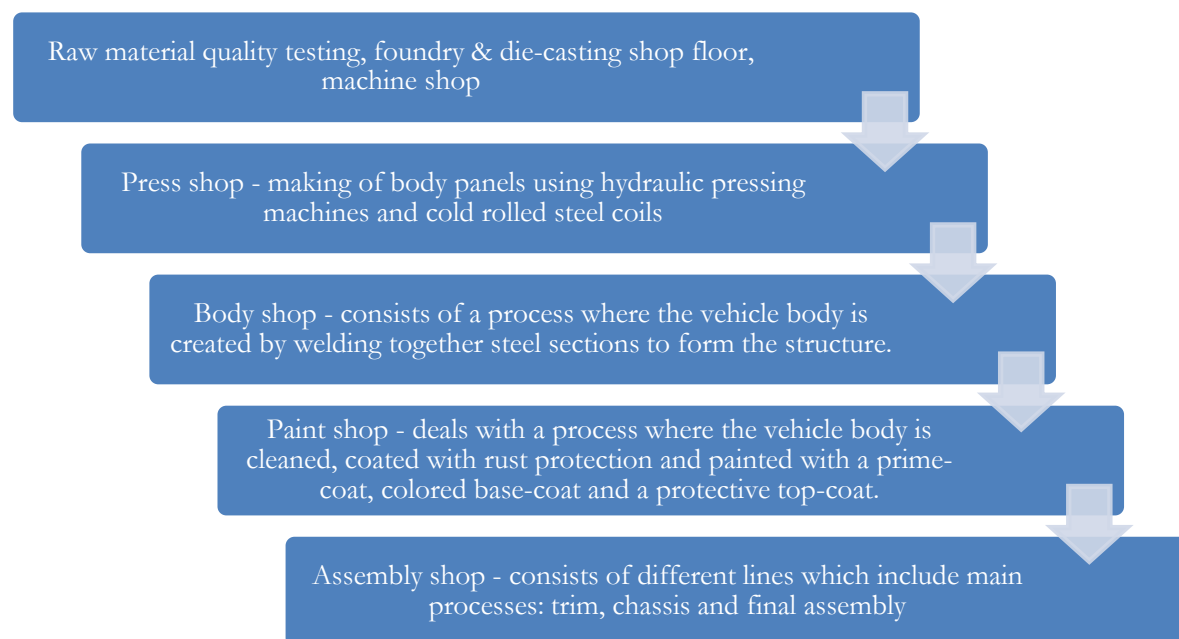 Raw material quality testing, foundry & die-casting shop floor,
machine shop
Press shop - making of body panels using hydraulic pressing
machines and cold rolled steel coils
Body shop - consists of a process where the vehicle body is
created by welding together steel sections to form the structure.
Paint shop - deals with a process where the vehicle body is
cleaned, coated with rust protection and painted with a prime-
coat, colored base-coat and a protective top-coat.
Assembly shop - consists of different lines which include main
processes: trim, chassis and final assembly